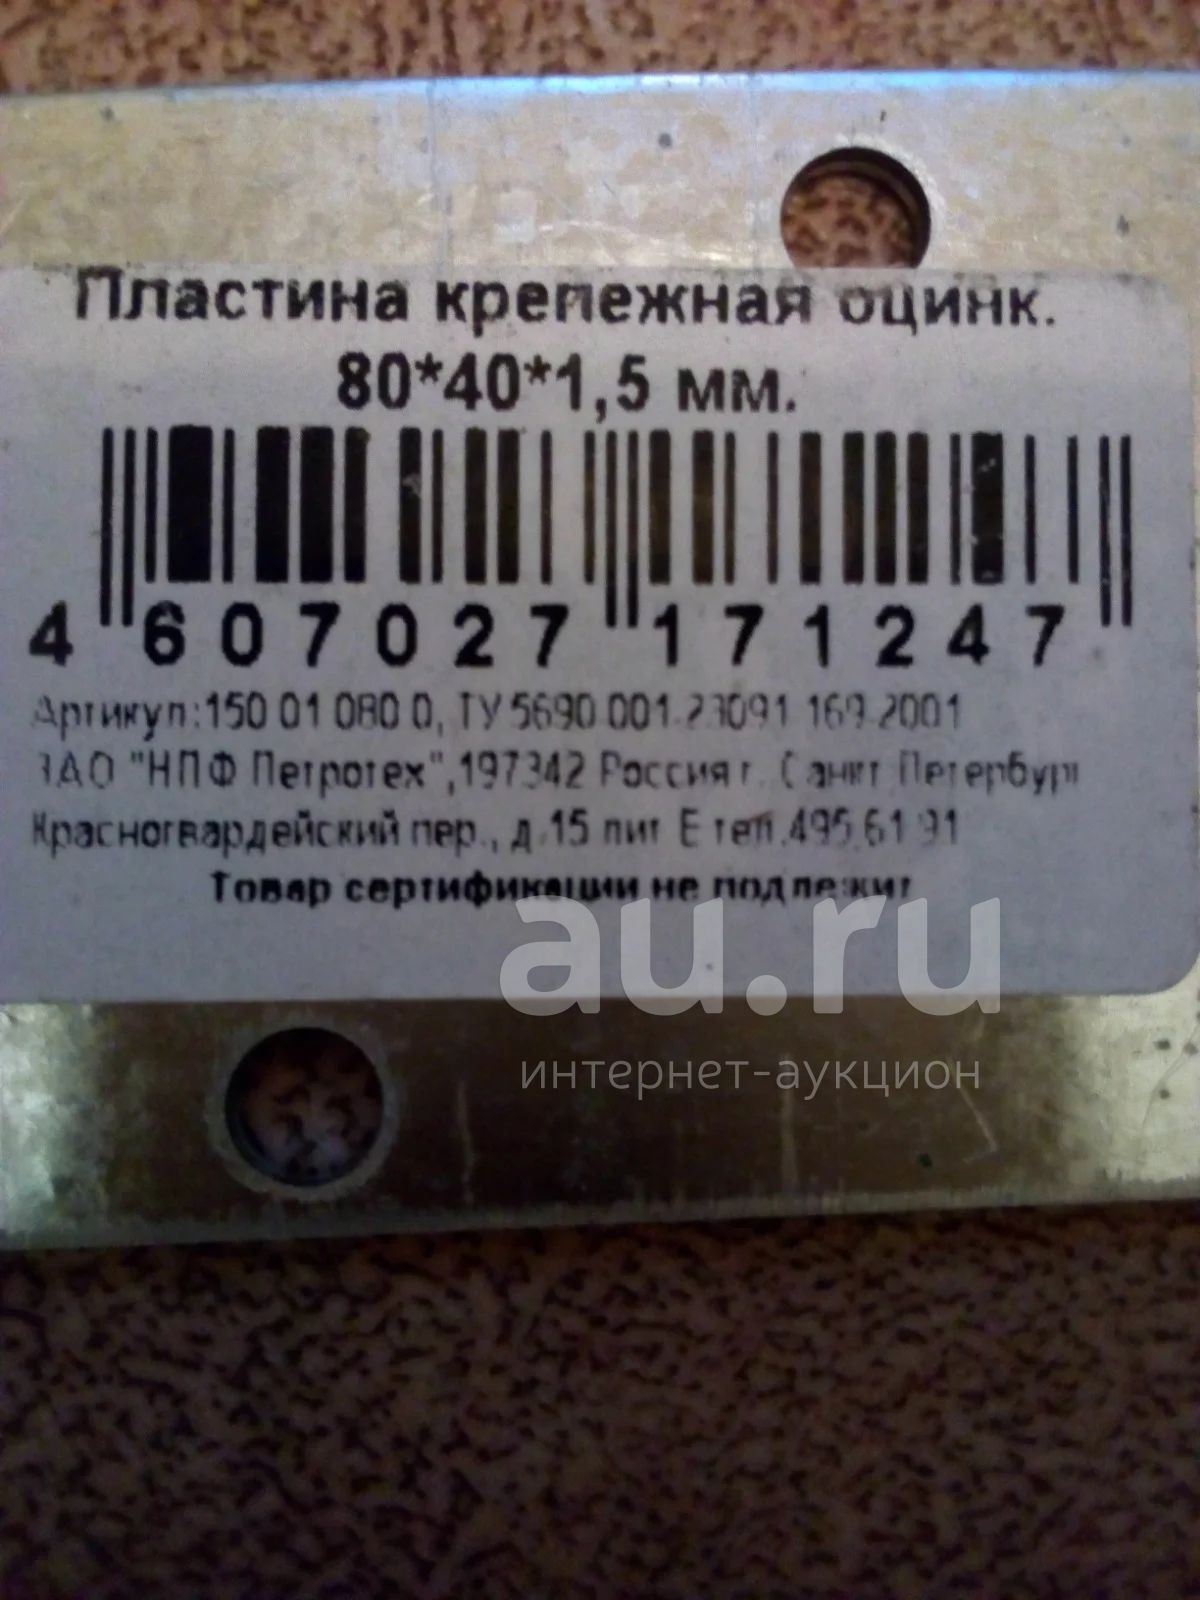 Пластина крепежная оцинк.
80*40*1,5 мм.
4 607027 171247
Артикул:150 01 080 0, ТУ 5690 001-23091 169-2001
ЗАО "НПФ Петротех",197342 Россия г. Санкт Петербург
Красногвардейский пер., д.15 лит Е тел.495 61 91
Товар сертификации не подлежит
au.ru
интернет-аукцион